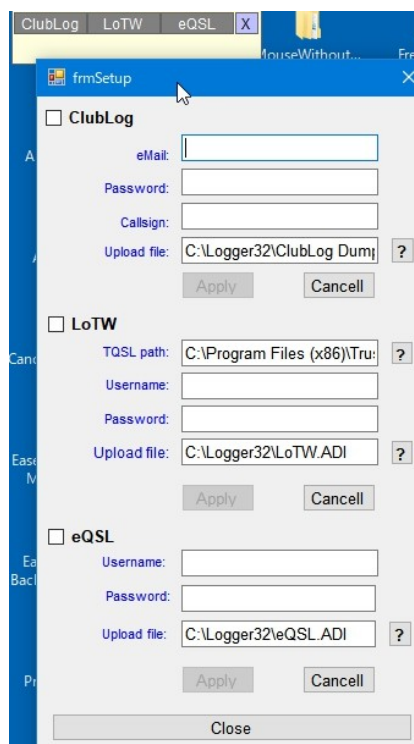 ClubLog LoTW eQSL X
MouseWithout... Fre
frmSetup
ClubLog
eMail:
Password:
Callsign:
Upload file: C:\Logger32\ClubLog Dump ?
Apply Cancell
LoTW
TQSL path: C:\Program Files (x86)\Tru: ?
Username:
Password:
Upload file: C:\Logger32\LoTW.ADI ?
Apply Cancell
eQSL
Username:
Password:
Upload file: C:\Logger32\eQSL.ADI ?
Apply Cancell
Close